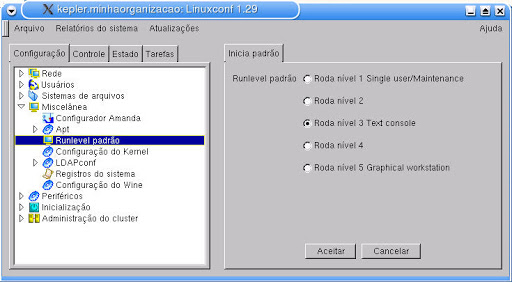 kepler.minhaorganizacao: Linuxconf 1.29
Arquivo Relatórios do sistema Atualizações Ajuda
Configuração Controle Estado Tarefas
Rede
Usuários
Sistemas de arquivos
Miscelânea
Configurador Amanda
Apt
Runlevel padrão
Configuração do Kernel
LDAPconf
Registros do sistema
Configuração do Wine
Periféricos
Inicialização
Administração do cluster
Inicia padrão
Runlevel padrão Roda nível 1 Single user/Maintenance
Roda nível 2
Roda nível 3 Text console
Roda nível 4
Roda nível 5 Graphical workstation
Aceitar Cancelar